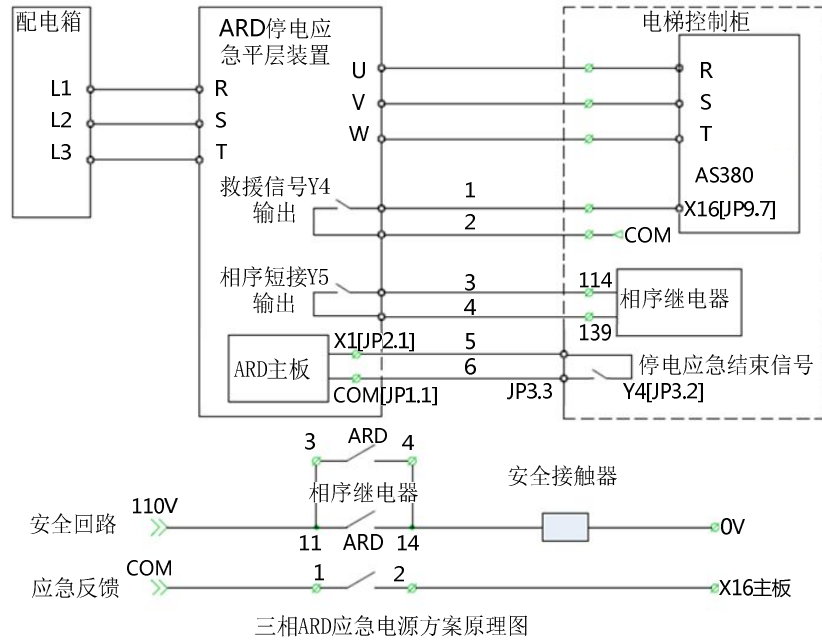 配电箱
ARD停电应
急平层装置
电梯控制柜
L1
R
L2
S
L3
T
U
V
W
R
S
T
AS380
救援信号Y4
输出
1
2
X16[JP9.7]
COM
相序短接Y5
输出
3
4
114
139
相序继电器
ARD主板
X1[JP2.1]
COM[JP1.1]
5
6
JP3.3
停电应急结束信号
Y4[JP3.2]
3 ARD 4
相序继电器
安全接触器
安全回路 110V
11 ARD 14
0V
应急反馈 COM
1 2
X16主板
三相ARD应急电源方案原理图